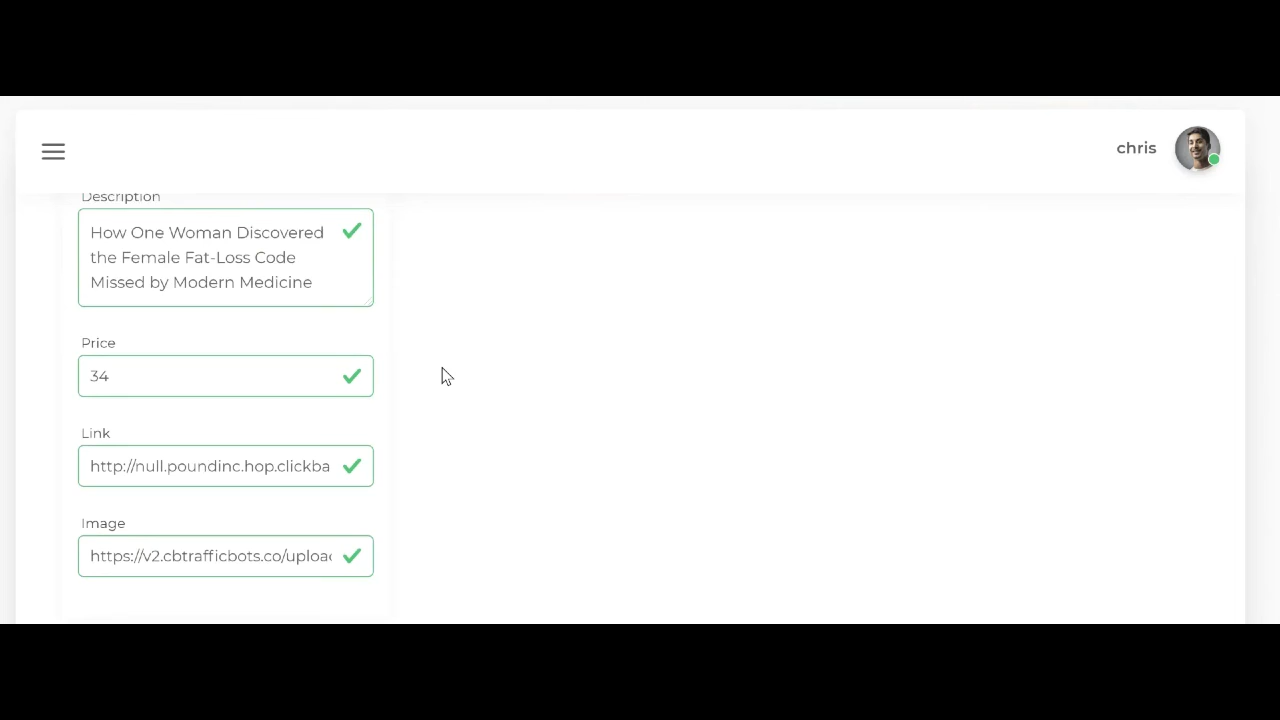 chris
Description
How One Woman Discovered
the Female Fat-Loss Code
Missed by Modern Medicine
Price
34
Link
http://null.poundinc.hop.clickba
Image
https://v2.cbtrafficbots.co/uploa